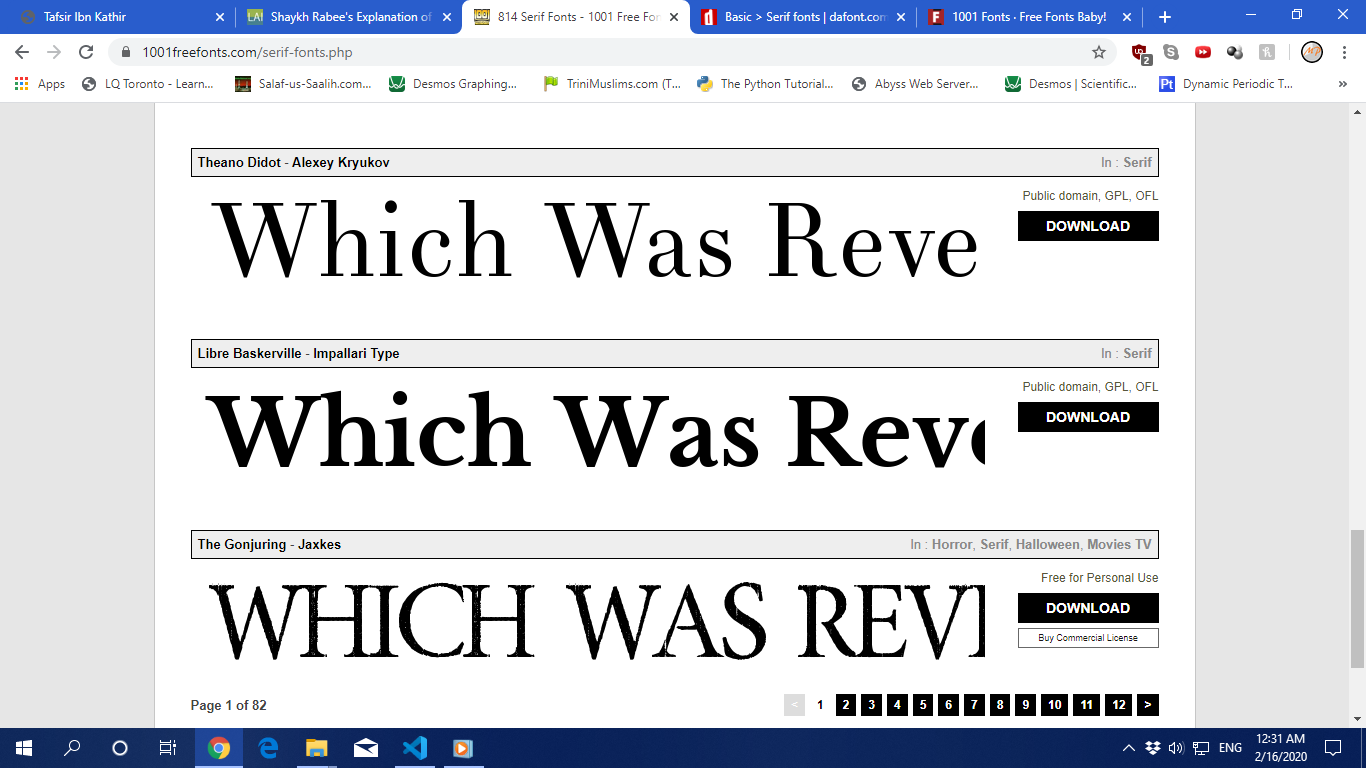 Tafsir Ibn Kathir
Shaykh Rabee's Explanation of
814 Serif Fonts - 1001 Free Fon
Basic > Serif fonts | dafont.com
1001 Fonts · Free Fonts Baby!
1001freefonts.com/serif-fonts.php
2
Apps
LQ Toronto - Learn...
Salaf-us-Saalih.com...
Desmos Graphing...
TriniMuslims.com (T...
The Python Tutorial...
Abyss Web Server...
Desmos | Scientific...
Pt Dynamic Periodic T...
»
Theano Didot - Alexey Kryukov In : Serif
Public domain, GPL, OFL
Which Was Reve
DOWNLOAD
Libre Baskerville - Impallari Type In : Serif
Public domain, GPL, OFL
Which Was Reve
DOWNLOAD
The Gonjuring - Jaxkes In : Horror, Serif, Halloween, Movies TV
Free for Personal Use
WHICH WAS REVE
DOWNLOAD
Buy Commercial License
Page 1 of 82 < 1 2 3 4 5 6 7 8 9 10 11 12 >
ENG
12:31 AM
2/16/2020